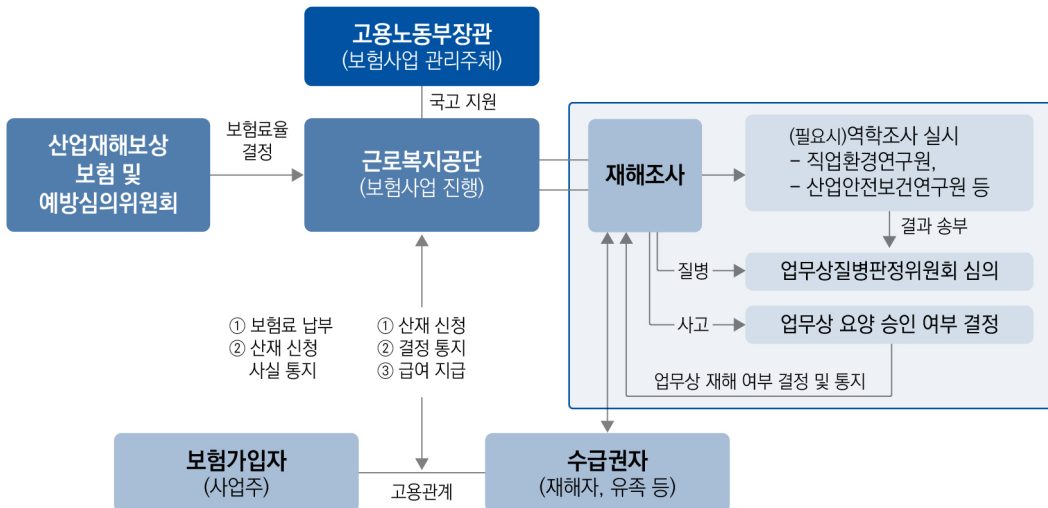 고용노동부장관
(보험사업 관리주체)
국고 지원
산업재해보상
보험 및
예방심의위원회
보험료율
결정
근로복지공단
(보험사업 진행)
재해조사
(필요시)역학조사 실시
– 직업환경연구원,
– 산업안전보건연구원 등
결과 송부
질병
업무상질병판정위원회 심의
사고
업무상 요양 승인 여부 결정
업무상 재해 여부 결정 및 통지
① 보험료 납부
② 산재 신청
사실 통지
① 산재 신청
② 결정 통지
③ 급여 지급
보험가입자
(사업주)
고용관계
수급권자
(재해자, 유족 등)